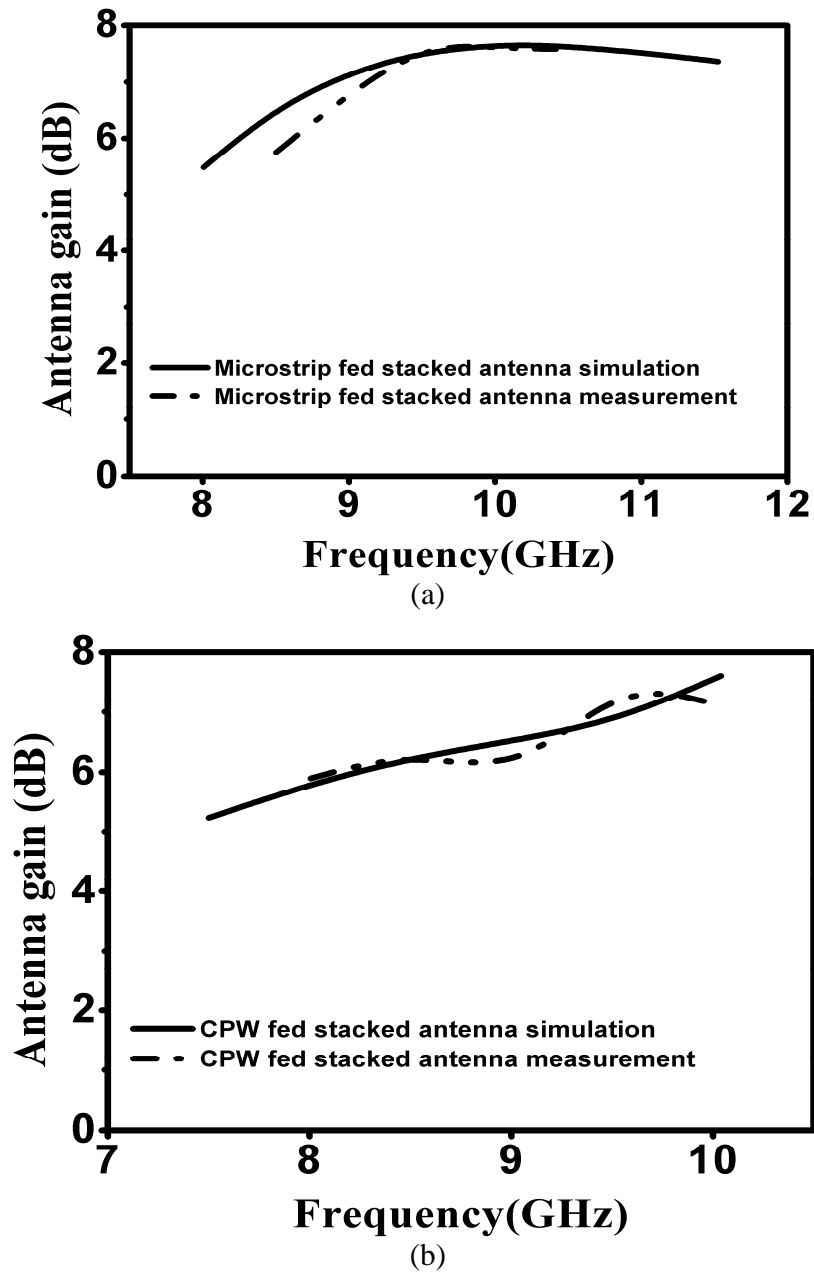 8
6
4
2
0
Antenna gain (dB)
Microstrip fed stacked antenna simulation
Microstrip fed stacked antenna measurement
8 9 10 11 12
Frequency(GHz)
(a)
8
6
4
2
0
Antenna gain (dB)
CPW fed stacked antenna simulation
CPW fed stacked antenna measurement
7 8 9 10
Frequency(GHz)
(b)